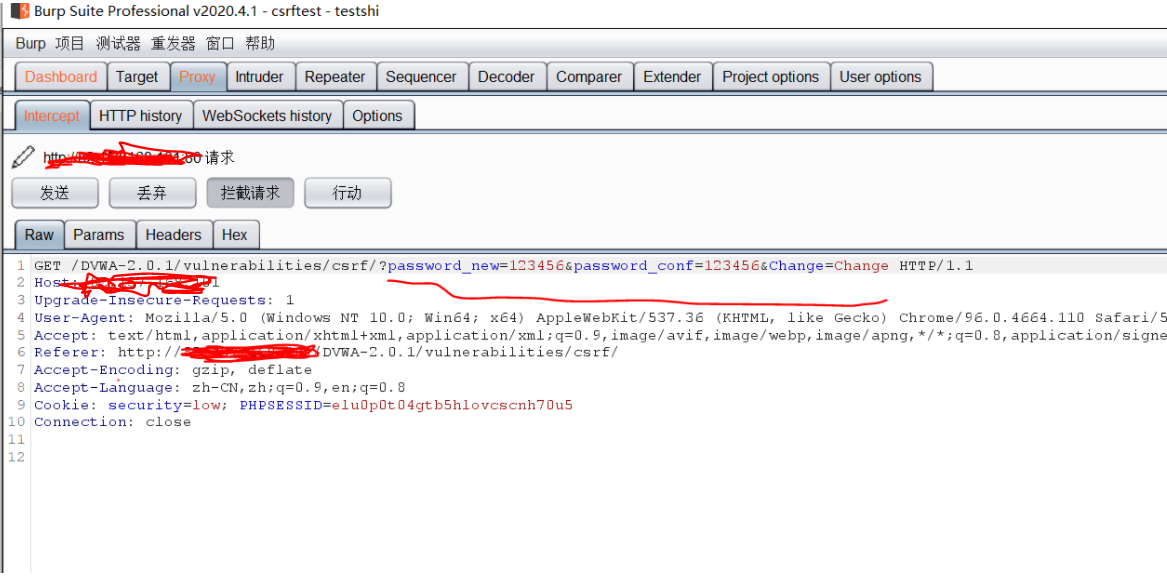 Burp Suite Professional v2020.4.1 - csrftest - testshi
Burp 项目 测试器 重发器 窗口 帮助
Dashboard Target Proxy Intruder Repeater Sequencer Decoder Comparer Extender Project options User options
Intercept HTTP history WebSockets history Options
请求
发送 丢弃 拦截请求 行动
Raw Params Headers Hex
1 GET /DVWA-2.0.1/vulnerabilities/csrf/?password_new=123456&password_conf=123456&Change=Change HTTP/1.1
2 Host:
3 Upgrade-Insecure-Requests: 1
4 User-Agent: Mozilla/5.0 (Windows NT 10.0; Win64; x64) AppleWebKit/537.36 (KHTML, like Gecko) Chrome/96.0.4664.110 Safari/5
5 Accept: text/html,application/xhtml+xml,application/xml;q=0.9,image/avif,image/webp,image/apng,*/*;q=0.8,application/signe
6 Referer: http:// /DVWA-2.0.1/vulnerabilities/csrf/
7 Accept-Encoding: gzip, deflate
8 Accept-Language: zh-CN,zh;q=0.9,en;q=0.8
9 Cookie: security=low; PHPSESSID=elu0p0t04gtb5hlovcscnh70u5
10 Connection: close
11
12